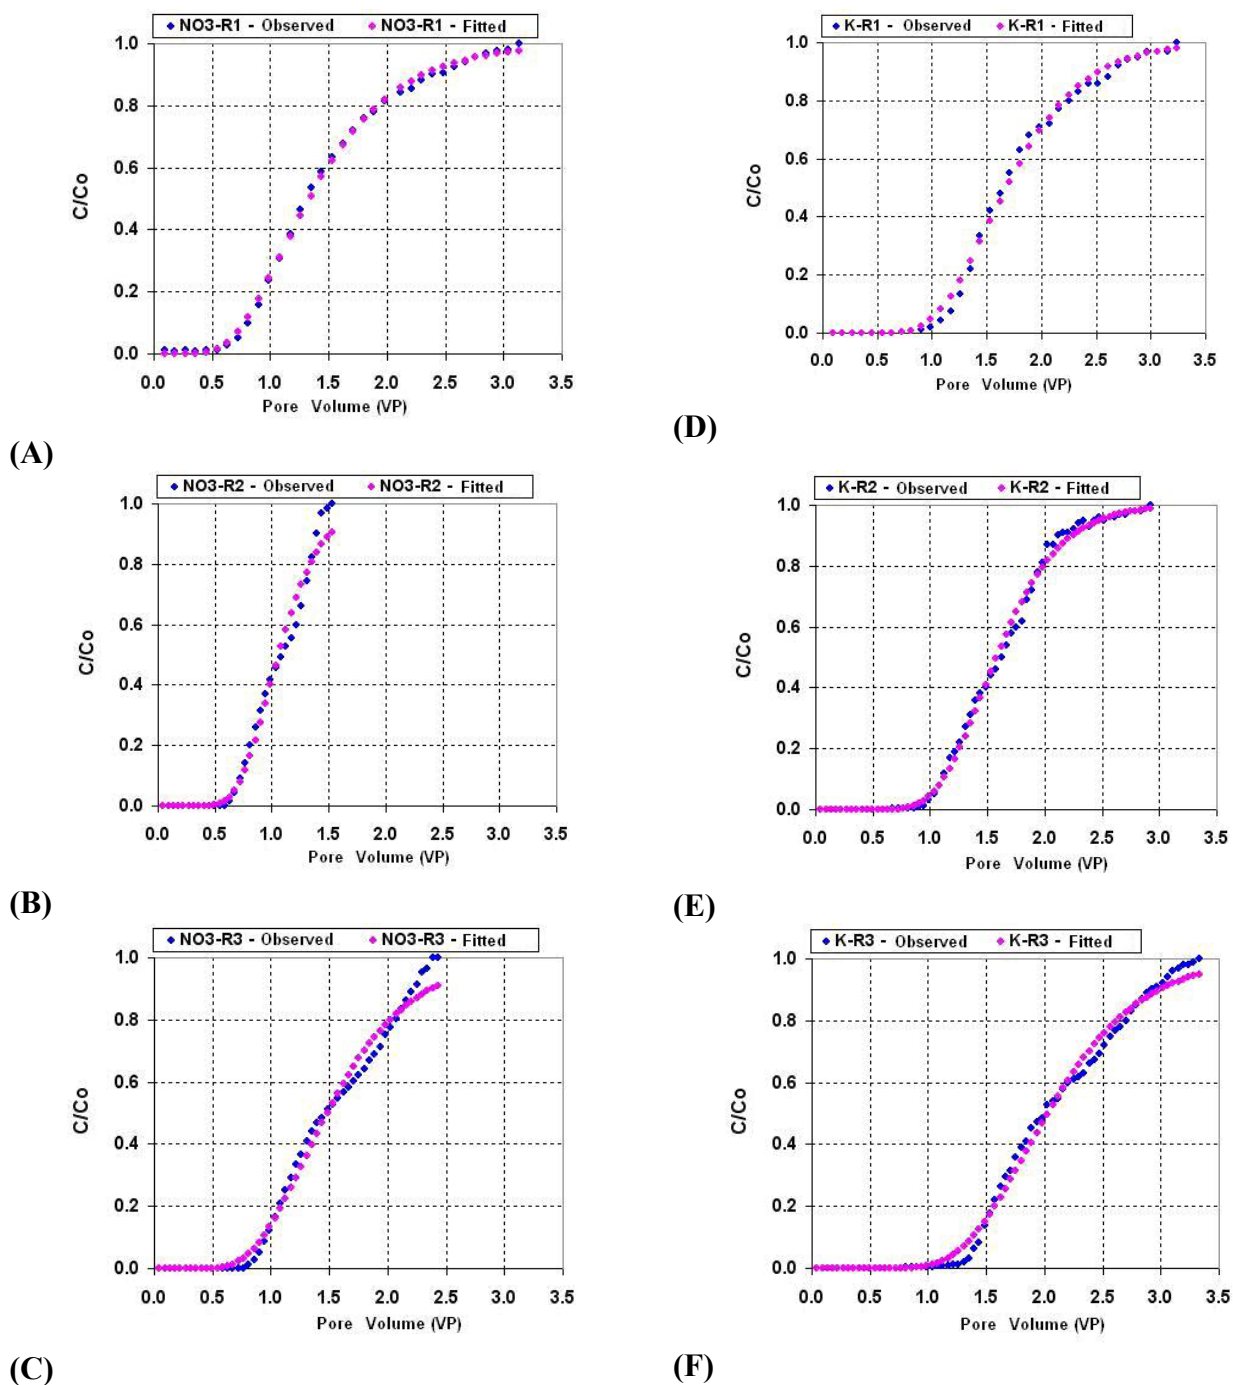 NO3-R1 - Observed NO3-R1 - Fitted
1.0
0.8
0.6
0.4
0.2
0.0
C/Co
0.0 0.5 1.0 1.5 2.0 2.5 3.0 3.5
Pore Volume (VP)
(A)
K-R1 - Observed K-R1 - Fitted
1.0
0.8
0.6
0.4
0.2
0.0
C/Co
0.0 0.5 1.0 1.5 2.0 2.5 3.0 3.5
Pore Volume (VP)
(D)
NO3-R2 - Observed NO3-R2 - Fitted
1.0
0.8
0.6
0.4
0.2
0.0
C/Co
0.0 0.5 1.0 1.5 2.0 2.5 3.0 3.5
Pore Volume (VP)
(B)
K-R2 - Observed K-R2 - Fitted
1.0
0.8
0.6
0.4
0.2
0.0
C/Co
0.0 0.5 1.0 1.5 2.0 2.5 3.0 3.5
Pore Volume (VP)
(E)
NO3-R3 - Observed NO3-R3 - Fitted
1.0
0.8
0.6
0.4
0.2
0.0
C/Co
0.0 0.5 1.0 1.5 2.0 2.5 3.0 3.5
Pore Volume (VP)
(C)
K-R3 - Observed K-R3 - Fitted
1.0
0.8
0.6
0.4
0.2
0.0
C/Co
0.0 0.5 1.0 1.5 2.0 2.5 3.0 3.5
Pore Volume (VP)
(F)